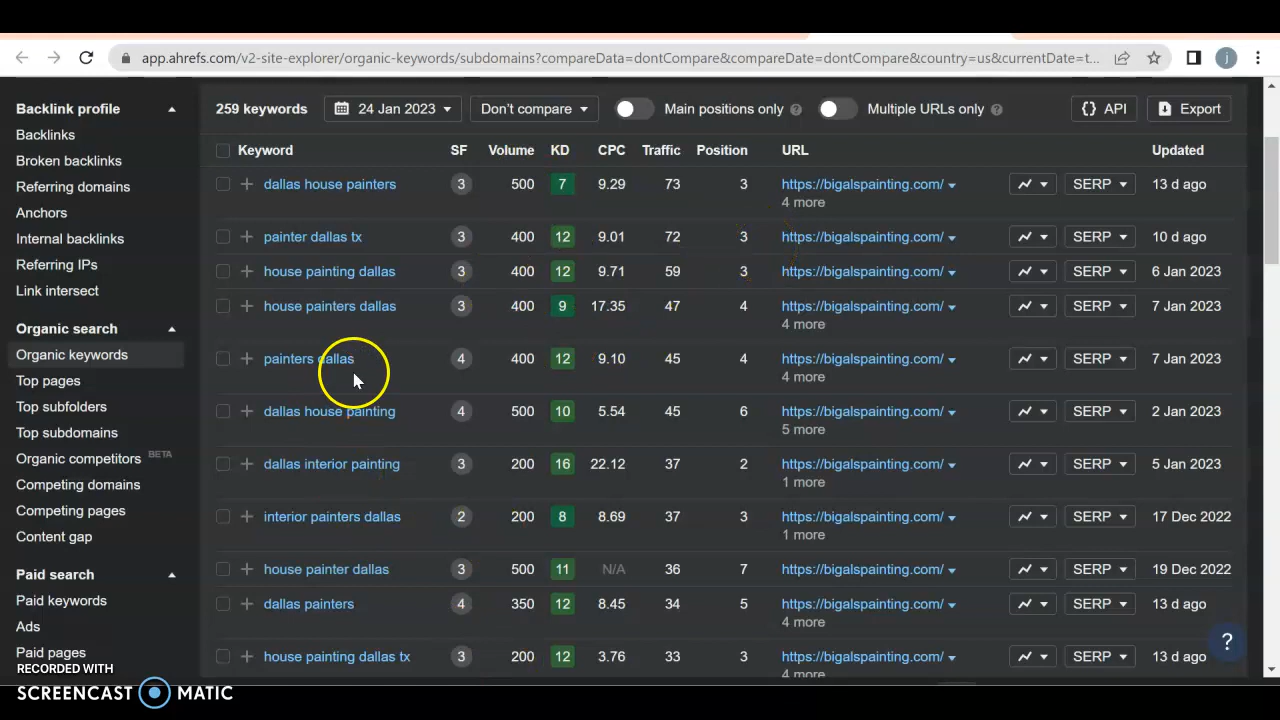 app.ahrefs.com/v2-site-explorer/organic-keywords/subdomains?compareData=dontCompare&compareDate=dontCompare&country=us&currentDate=t...
j
Backlink profile
Backlinks
Broken backlinks
Referring domains
Anchors
Internal backlinks
Referring IPs
Link intersect
Organic search
Organic keywords
Top pages
Top subfolders
Top subdomains
Organic competitors BETA
Competing domains
Competing pages
Content gap
Paid search
Paid keywords
Ads
Paid pages
259 keywords 24 Jan 2023 Don't compare Main positions only ? Multiple URLs only ? {} API Export
Keyword SF Volume KD CPC Traffic Position URL Updated
+ dallas house painters 3 500 7 9.29 73 3 https://bigalspainting.com/ SERP 13 d ago
4 more
+ painter dallas tx 3 400 12 9.01 72 3 https://bigalspainting.com/ SERP 10 d ago
+ house painting dallas 3 400 12 9.71 59 3 https://bigalspainting.com/ SERP 6 Jan 2023
+ house painters dallas 3 400 9 17.35 47 4 https://bigalspainting.com/ SERP 7 Jan 2023
4 more
+ painters dallas 4 400 12 9.10 45 4 https://bigalspainting.com/ SERP 7 Jan 2023
4 more
+ dallas house painting 4 500 10 5.54 45 6 https://bigalspainting.com/ SERP 2 Jan 2023
5 more
+ dallas interior painting 3 200 16 22.12 37 2 https://bigalspainting.com/ SERP 5 Jan 2023
1 more
+ interior painters dallas 2 200 8 8.69 37 3 https://bigalspainting.com/ SERP 17 Dec 2022
1 more
+ house painter dallas 3 500 11 N/A 36 7 https://bigalspainting.com/ SERP 19 Dec 2022
+ dallas painters 4 350 12 8.45 34 5 https://bigalspainting.com/ SERP 13 d ago
4 more
+ house painting dallas tx 3 200 12 3.76 33 3 https://bigalspainting.com/ SERP 13 d ago
4 more
?
RECORDED WITH
SCREENCAST MATIC